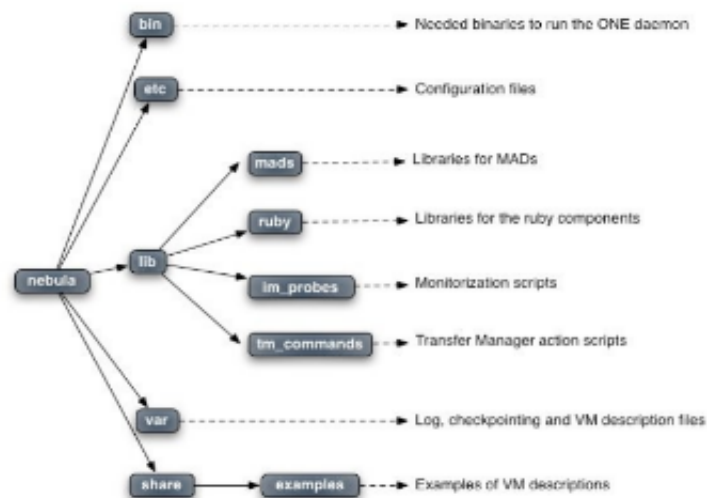 bin Needed binaries to run the ONE daemon
etc Configuration files
mads Libraries for MADs
ruby Libraries for the ruby components
lib
nebula
im_probes Monitorization scripts
tm_commands Transfer Manager action scripts
var Log, checkpointing and VM description files
share examples Examples of VM descriptions